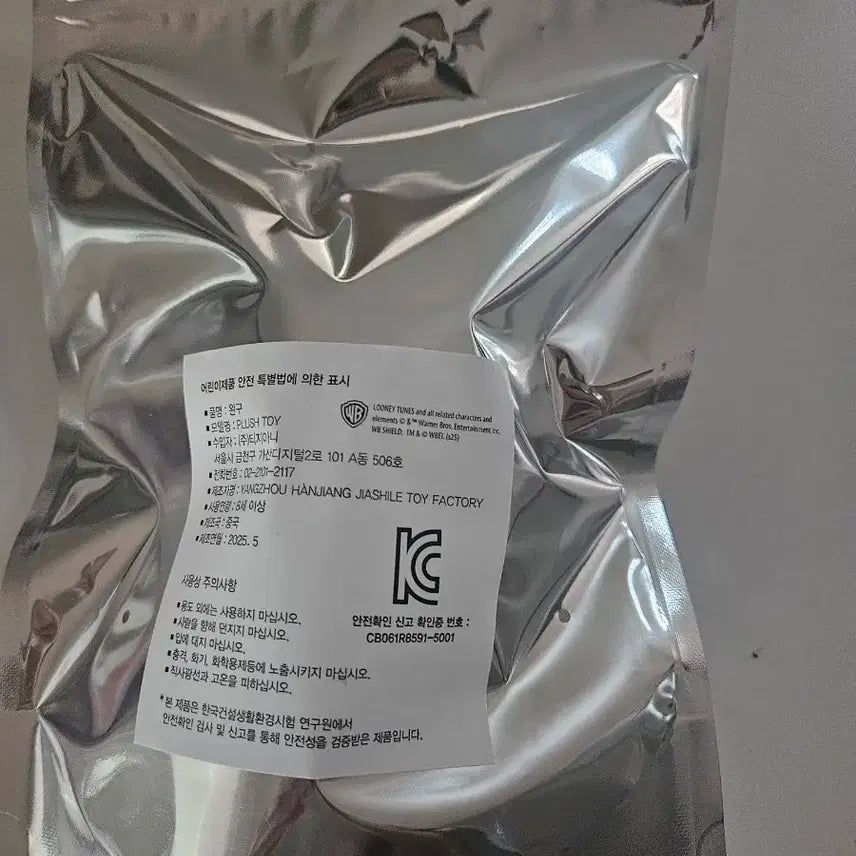 어린이제품 안전 특별법에 의한 표시
▪품명 : 완구
▪모델명 : PLUSH TOY
▪수입자 : (주)티지아니
서울시 금천구 가산디지털2로 101 A동 506호
▪전화번호 : 02-2101-2117
▪제조자명 : YANGZHOU HANJIANG JIASHILE TOY FACTORY
▪사용연령 : 8세 이상
▪제조국 : 중국
▪제조연월 : 2025. 5
WB
LOONEY TUNES and all related characters and
elements © & ™ Warner Bros. Entertainment Inc.
WB SHIELD: TM & © WBEI. (s25)
사용상 주의사항
▪용도 외에는 사용하지 마십시오.
▪사람을 향해 던지지 마십시오.
▪입에 대지 마십시오.
▪충격, 화기, 화학용제등에 노출시키지 마십시오.
▪직사광선과 고온을 피하십시오.
KC
안전확인 신고 확인증 번호 :
CB061R8591-5001
*본 제품은 한국건설생활환경시험 연구원에서
안전확인 검사 및 신고를 통해 안전성을 검증받은 제품입니다.